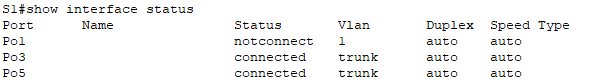 S1#show interface status
Port      Name               Status       Vlan       Duplex  Speed Type
Po1                          notconnect   1          auto    auto
Po3                          connected    trunk      auto    auto
Po5                          connected    trunk      auto    auto